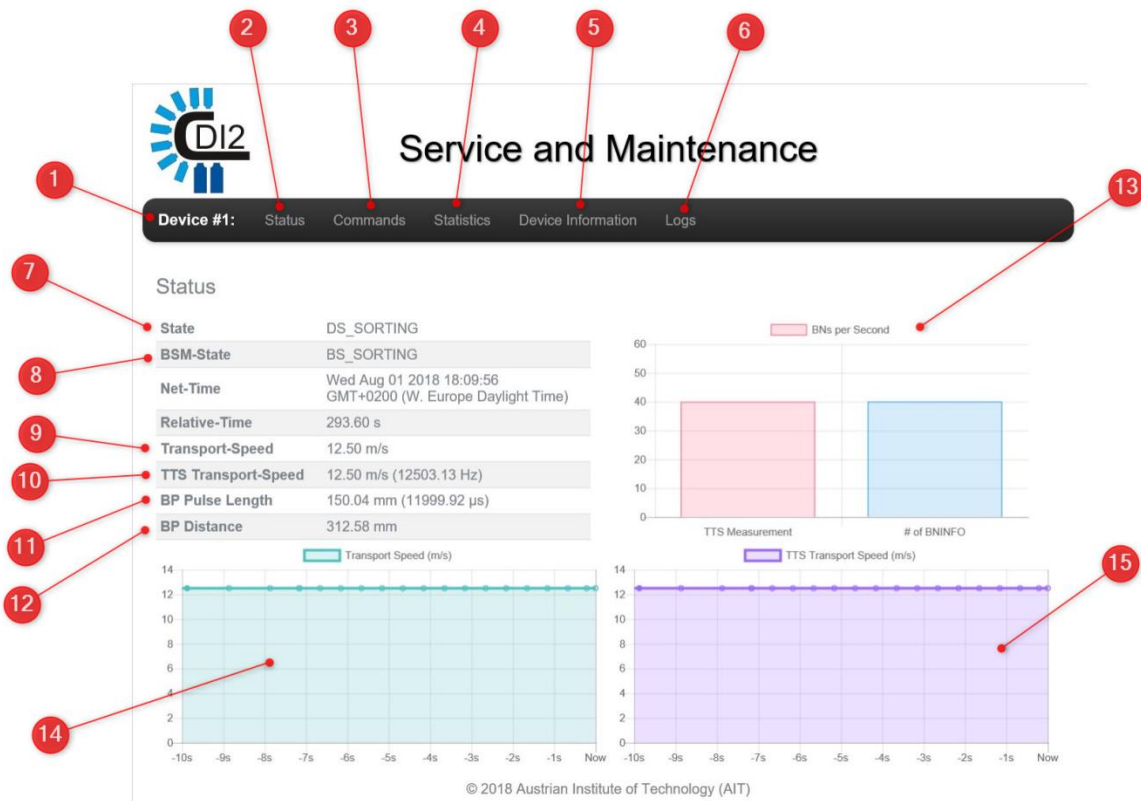 2 3 4 5 6
CDI2
Service and Maintenance
1
13
Device #1: Status Commands Statistics Device Information Logs
7
Status
State DS_SORTING
BSM-State BS_SORTING
8
Net-Time Wed Aug 01 2018 18:09:56
GMT+0200 (W. Europe Daylight Time)
Relative-Time 293.60 s
9
Transport-Speed 12.50 m/s
10
TTS Transport-Speed 12.50 m/s (12503.13 Hz)
BP Pulse Length 150.04 mm (11999.92 µs)
11
BP Distance 312.58 mm
12
BNs per Second
60
50
40
30
20
10
0
TTS Measurement # of BNINFO
Transport Speed (m/s)
14
12
10
8
6
4
2
0
-10s -9s -8s -7s -6s -5s -4s -3s -2s -1s Now
14
TTS Transport Speed (m/s)
14
12
10
8
6
4
2
0
-10s -9s -8s -7s -6s -5s -4s -3s -2s -1s Now
15
© 2018 Austrian Institute of Technology (AIT)